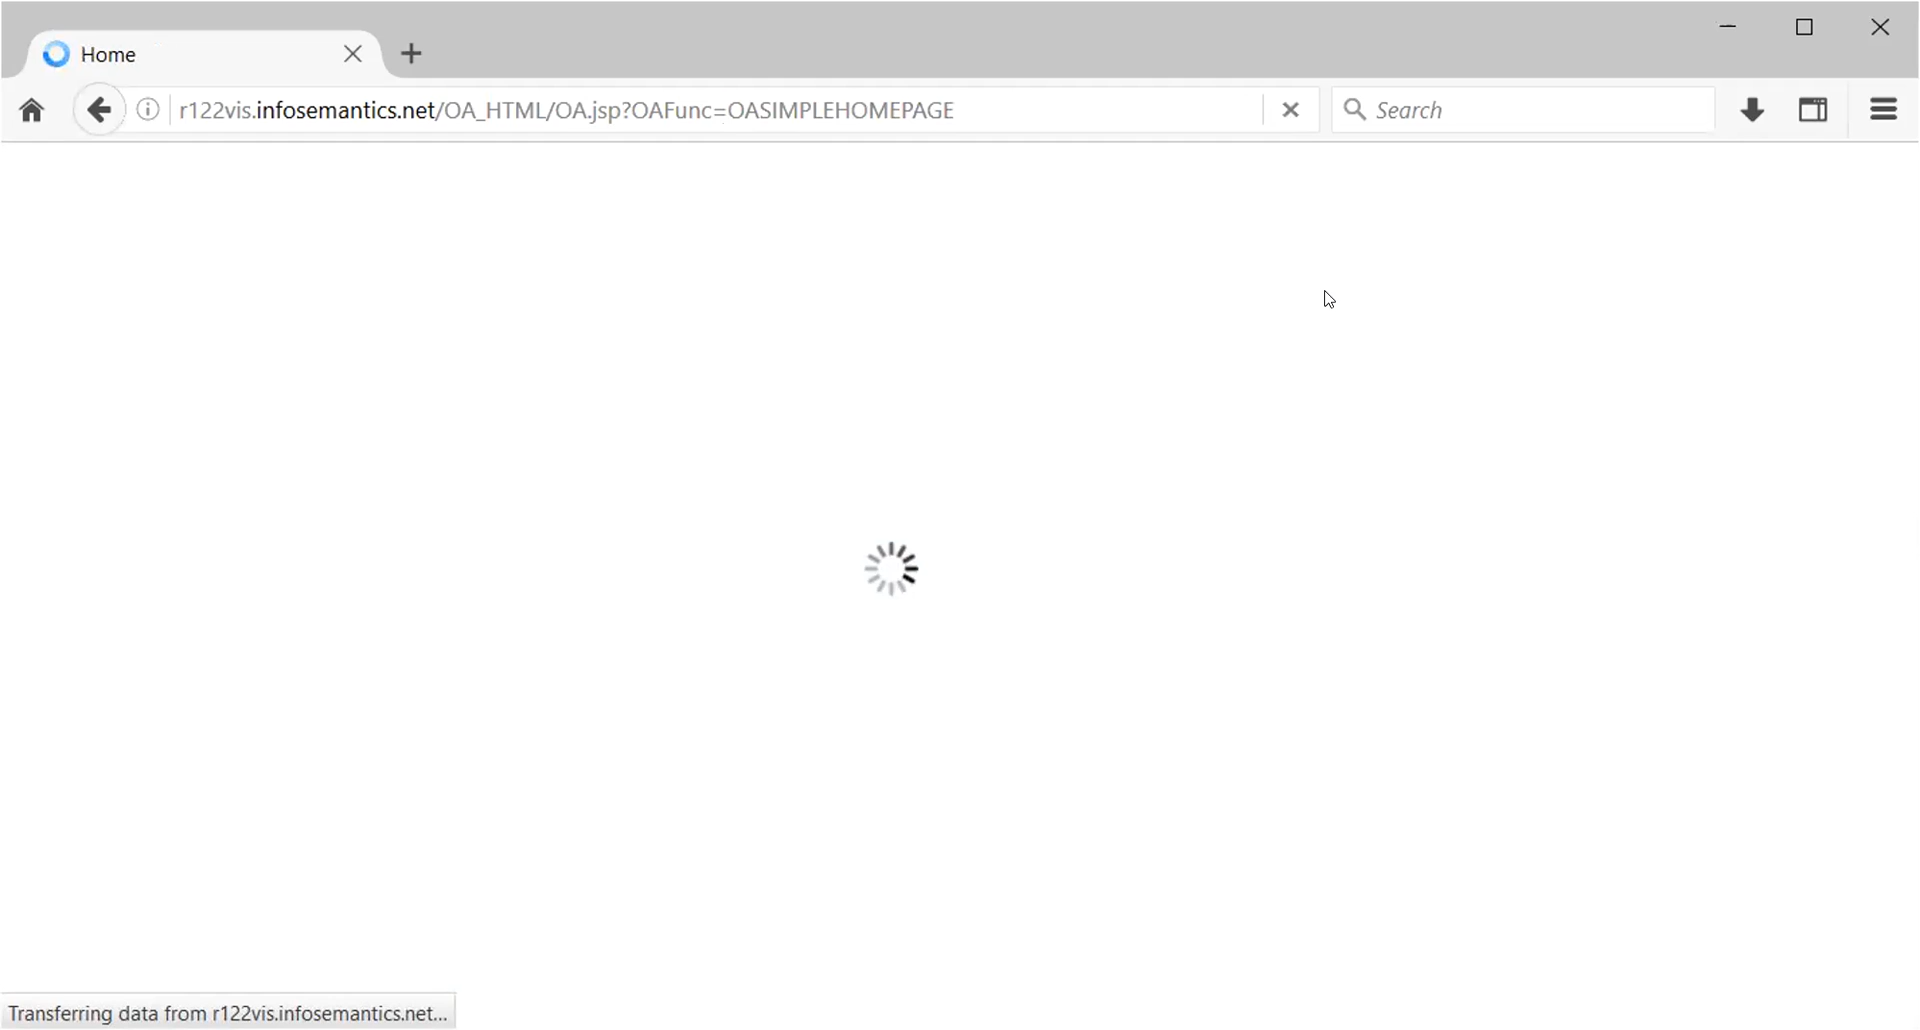 Home
r122vis.infosemantics.net/OA_HTML/OA.jsp?OAFunc=OASIMPLEHOMEPAGE
Search
Transferring data from r122vis.infosemantics.net...